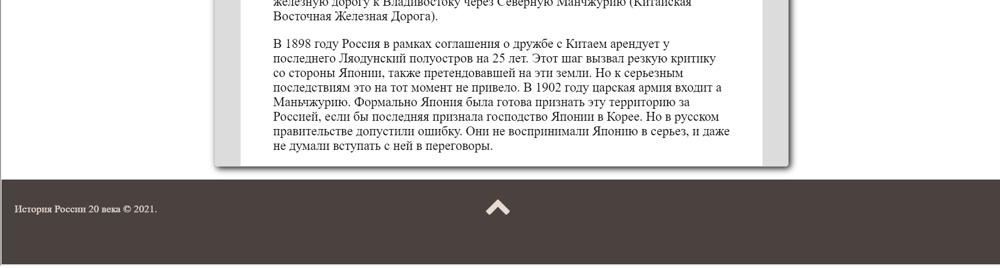 железную дорогу к Владивостоку через Северную Манчжурию (Китайская
Восточная Железная Дорога).
В 1898 году Россия в рамках соглашения о дружбе с Китаем арендует у
последнего Ляодунский полуостров на 25 лет. Этот шаг вызвал резкую критику
со стороны Японии, также претендовавшей на эти земли. Но к серьезным
последствиям это на тот момент не привело. В 1902 году царская армия входит а
Маньчжурию. Формально Япония была готова признать эту территорию за
Россией, если бы последняя признала господство Японии в Корее. Но в русском
правительстве допустили ошибку. Они не воспринимали Японию в серьез, и даже
не думали вступать с ней в переговоры.
История России 20 века © 2021.